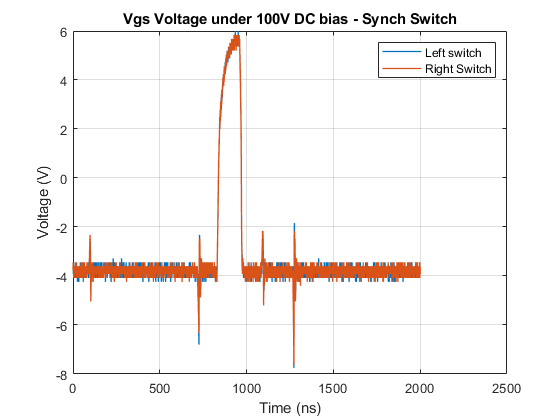 Vgs Voltage under 100V DC bias - Synch Switch
6
4
2
0
-2
-4
-6
-8
Voltage (V)
Left switch
Right Switch
0
500
1000
1500
2000
2500
Time (ns)